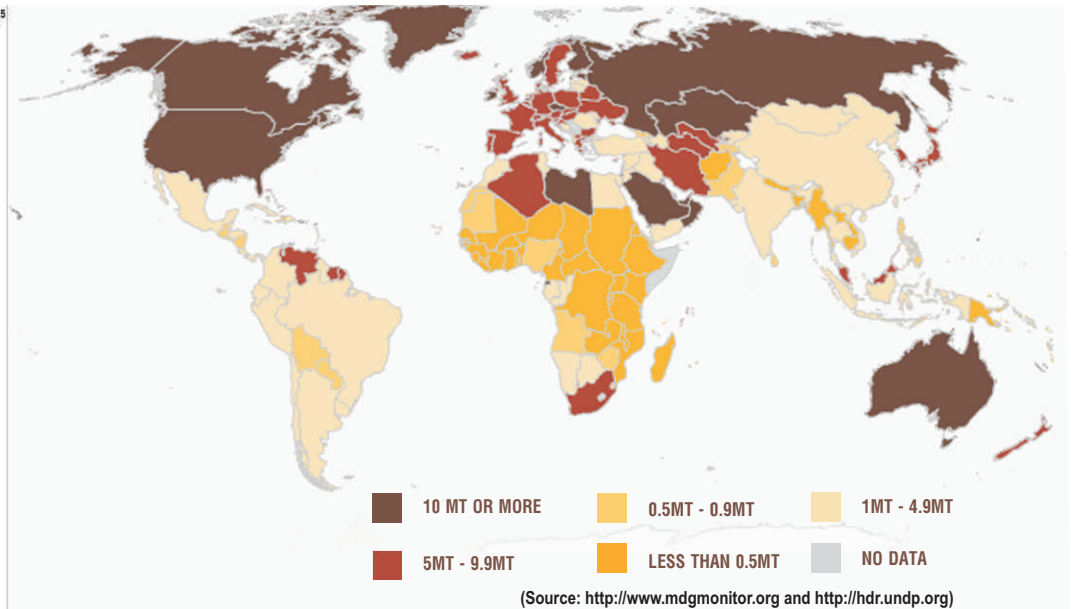 5
10 MT OR MORE
0.5MT - 0.9MT
1MT - 4.9MT
5MT - 9.9MT
LESS THAN 0.5MT
NO DATA
(Source: http://www.mdgmonitor.org and http://hdr.undp.org)